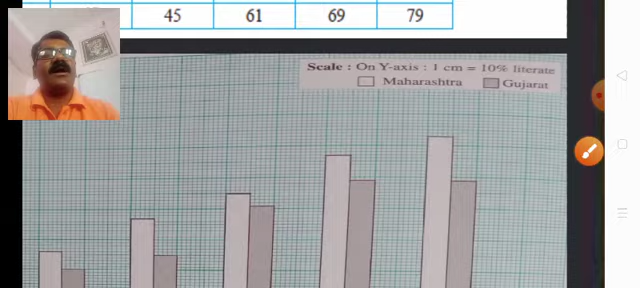 45 61 69 79
Scale : On Y-axis : 1 cm = 10% literate
Maharashtra Gujarat